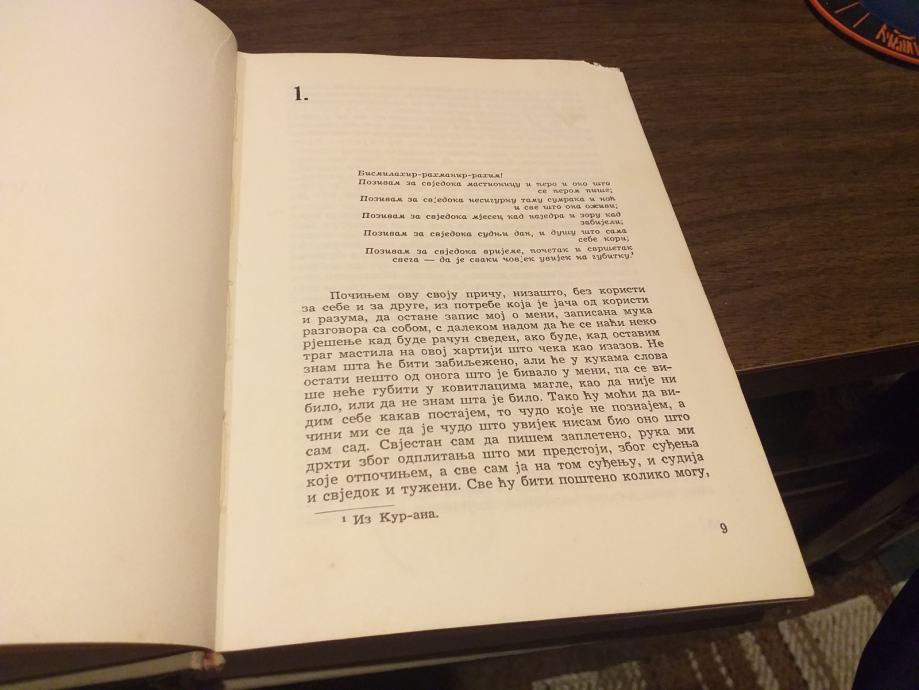 1.
Бисмилахир-рахманир-рахим!
Позивам за свједока мастионицу и перо и оно што
се пером пише;
Позивам за свједока несигурну таму сумрака и ноћ
и све што она оживи;
Позивам за свједока мјесец кад наједра и зору кад
забијели;
Позивам за свједока судњи дан, и душу што сама
себе кори;
Позивам за свједока вријеме, почетак и свршетак
свега — да је сваки човјек увијек на губитку.¹
Почињем ову своју причу, низашто, без користи
за себе и за друге, из потребе која је јача од користи
и разума, да остане запис мој о мени, записана мука
разговора са собом, с далеком надом да ће се наћи неко
рјешење кад буде рачун сведен, ако буде, кад оставим
траг мастила на овој хартији што чека као изазов. Не
знам шта ће бити забиљежено, али ће у кукама слова
остати нешто од онога што је бивало у мени, па се ви-
ше неће губити у ковитлацима магле, као да није ни
било, или да не знам шта је било. Тако ћу моћи да ви-
дим себе какав постајем, то чудо које не познајем, а
чини ми се да је чудо што увијек нисам био оно што
сам сад. Свјестан сам да пишем заплетено, рука ми
дрхти због одплитања што ми предстоји, због суђења
које отпочињем, а све сам ја на том суђењу, и судија
и свједок и тужени. Све ћу бити поштено колико могу,
¹ Из Кур-ана.
9